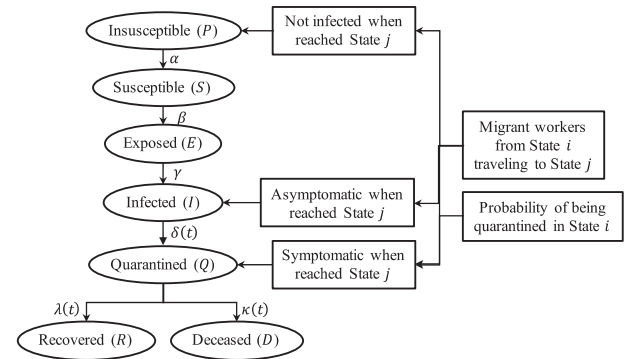 Insusceptible (P)
Not infected when
reached State j
α
Susceptible (S)
β
Exposed (E)
Migrant workers
from State i
traveling to State j
γ
Infected (I)
Asymptomatic when
reached State j
Probability of being
quarantined in State i
δ(t)
Quarantined (Q)
Symptomatic when
reached State j
λ(t)
κ(t)
Recovered (R)
Deceased (D)